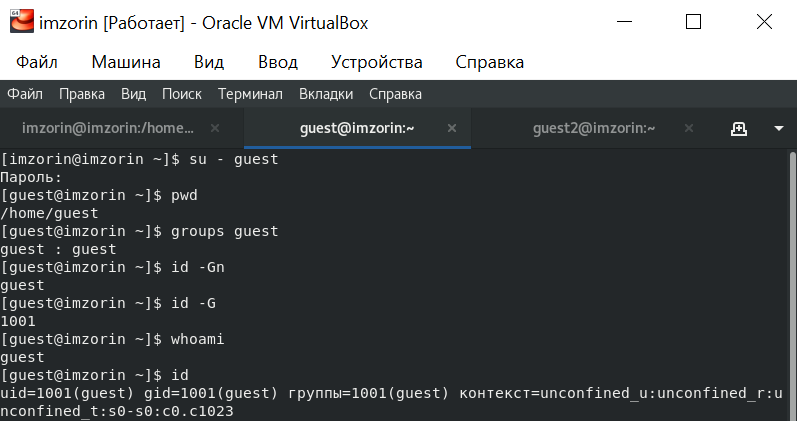 64
imzorin [Работает] - Oracle VM VirtualBox
Файл Машина Вид Ввод Устройства Справка
Файл Правка Вид Поиск Терминал Вкладки Справка
imzorin@imzorin:/home... × guest@imzorin:~ × guest2@imzorin:~ ×
[imzorin@imzorin ~]$ su - guest
Пароль:
[guest@imzorin ~]$ pwd
/home/guest
[guest@imzorin ~]$ groups guest
guest : guest
[guest@imzorin ~]$ id -Gn
guest
[guest@imzorin ~]$ id -G
1001
[guest@imzorin ~]$ whoami
guest
[guest@imzorin ~]$ id
uid=1001(guest) gid=1001(guest) группы=1001(guest) контекст=unconfined_u:unconfined_r:u
nconfined_t:s0-s0:c0.c1023